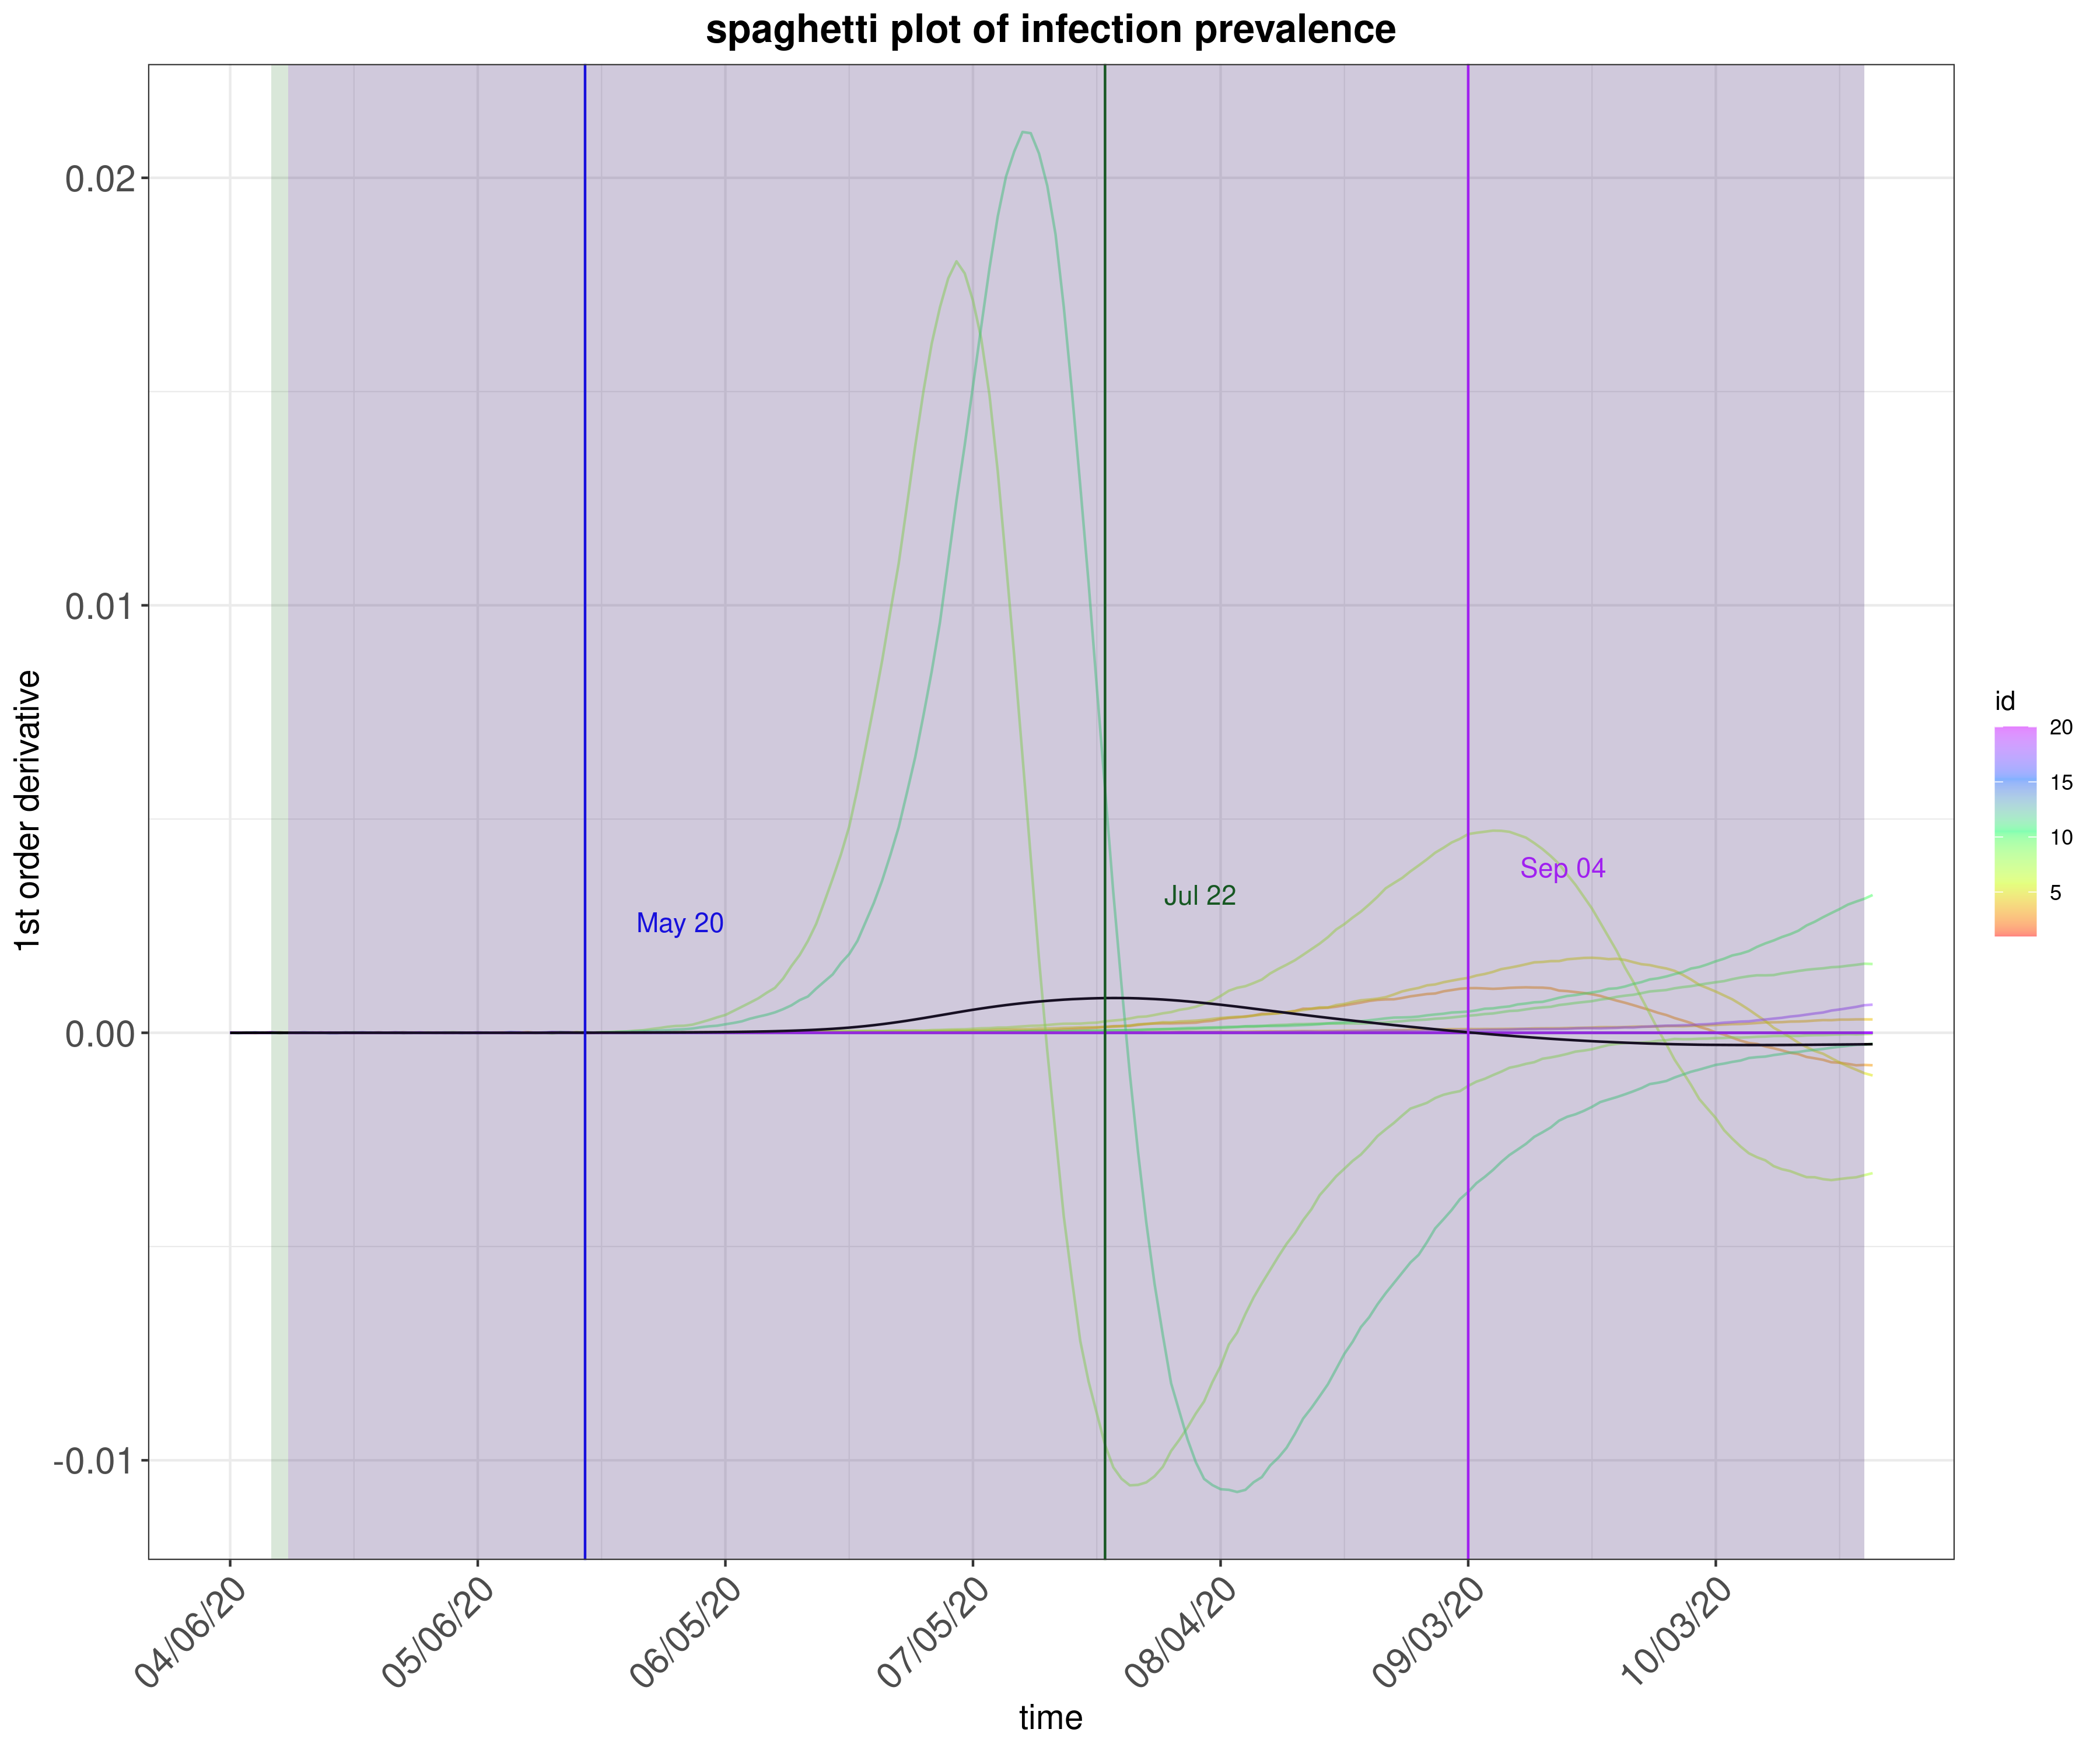 spaghetti plot of infection prevalence
1st order derivative
0.02
0.01
0.00
-0.01
May 20
Jul 22
Sep 04
04/06/20
05/06/20
06/05/20
07/05/20
08/04/20
09/03/20
10/03/20
time
id
20
15
10
5